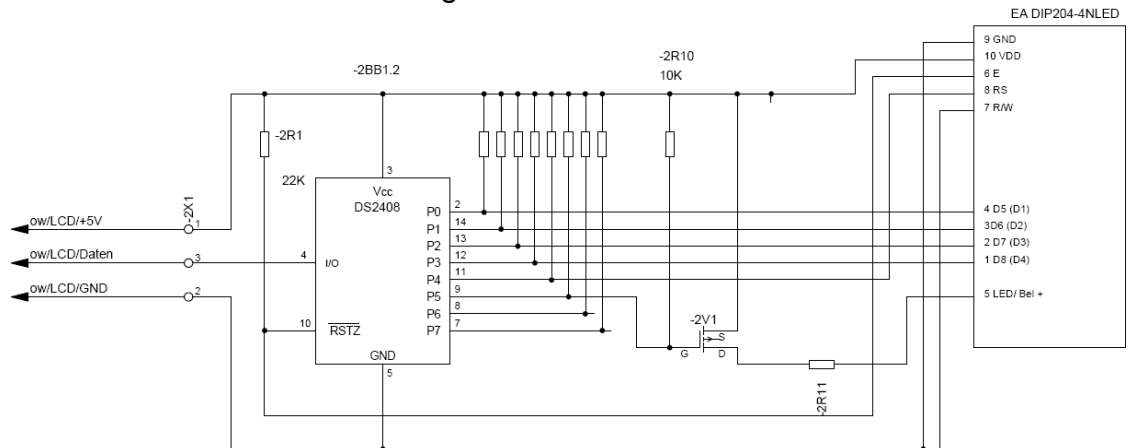 EA DIP204-4NLED
9 GND
10 VDD
6 E
8 RS
7 R/W
4 D5 (D1)
3D6 (D2)
2 D7 (D3)
1 D8 (D4)
5 LED/ Bel +
-2R10
10K
-2BB1.2
-2R1
22K
3
Vcc
DS2408
P0 2
P1 14
P2 13
P3 12
P4 11
P5 9
P6 8
P7 7
4 I/O
10 RSTZ
GND
5
-2X1
ow/LCD/+5V 1
ow/LCD/Daten 3
ow/LCD/GND 2
-2V1
S
G D
-2R11